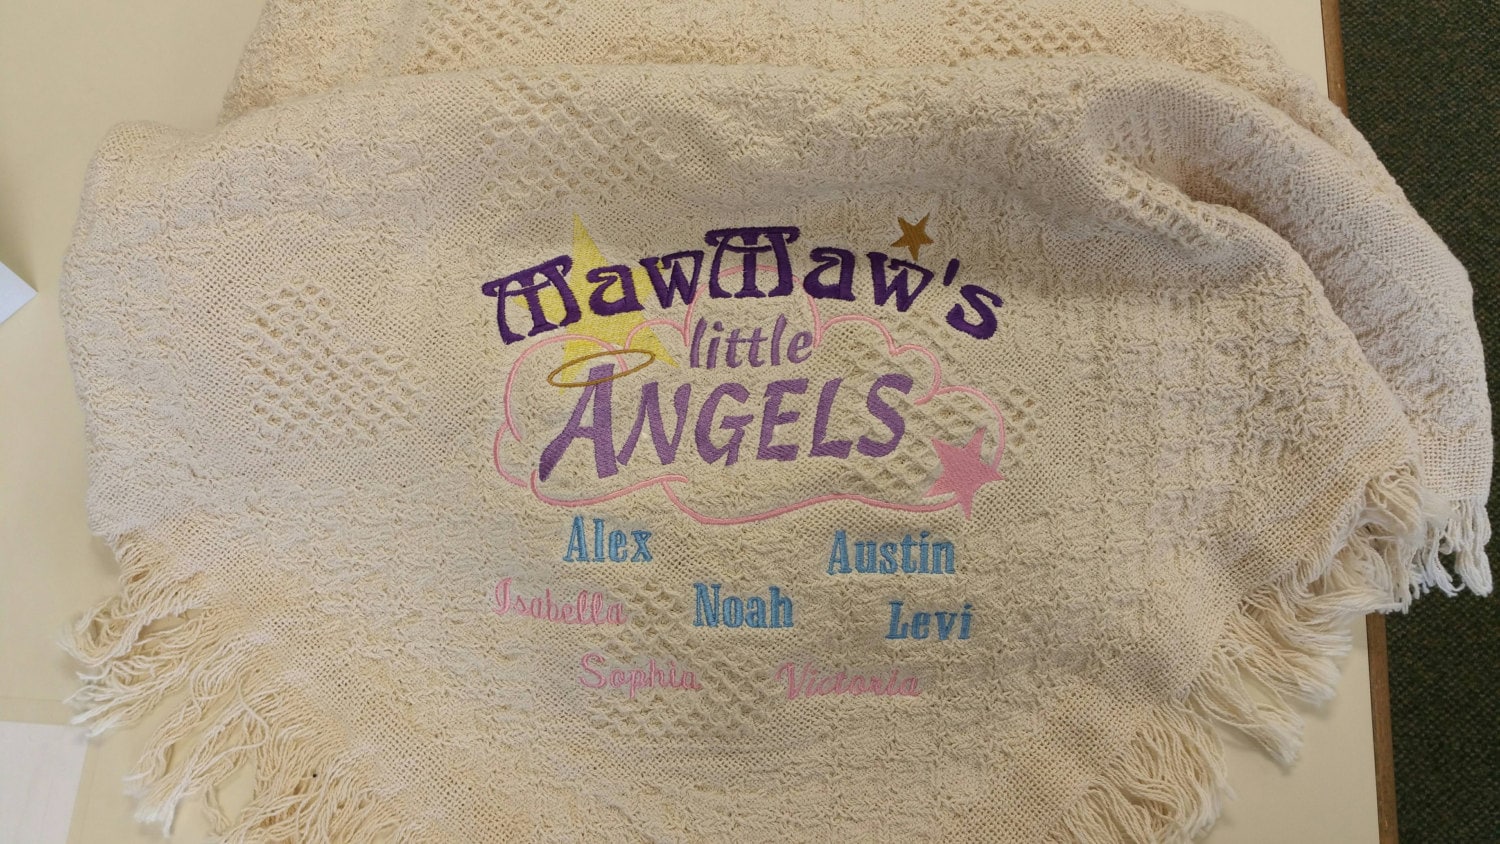 MawMaw's
little
ANGELS
Alex Austin
Isabella Noah Levi
Sophia Victoria